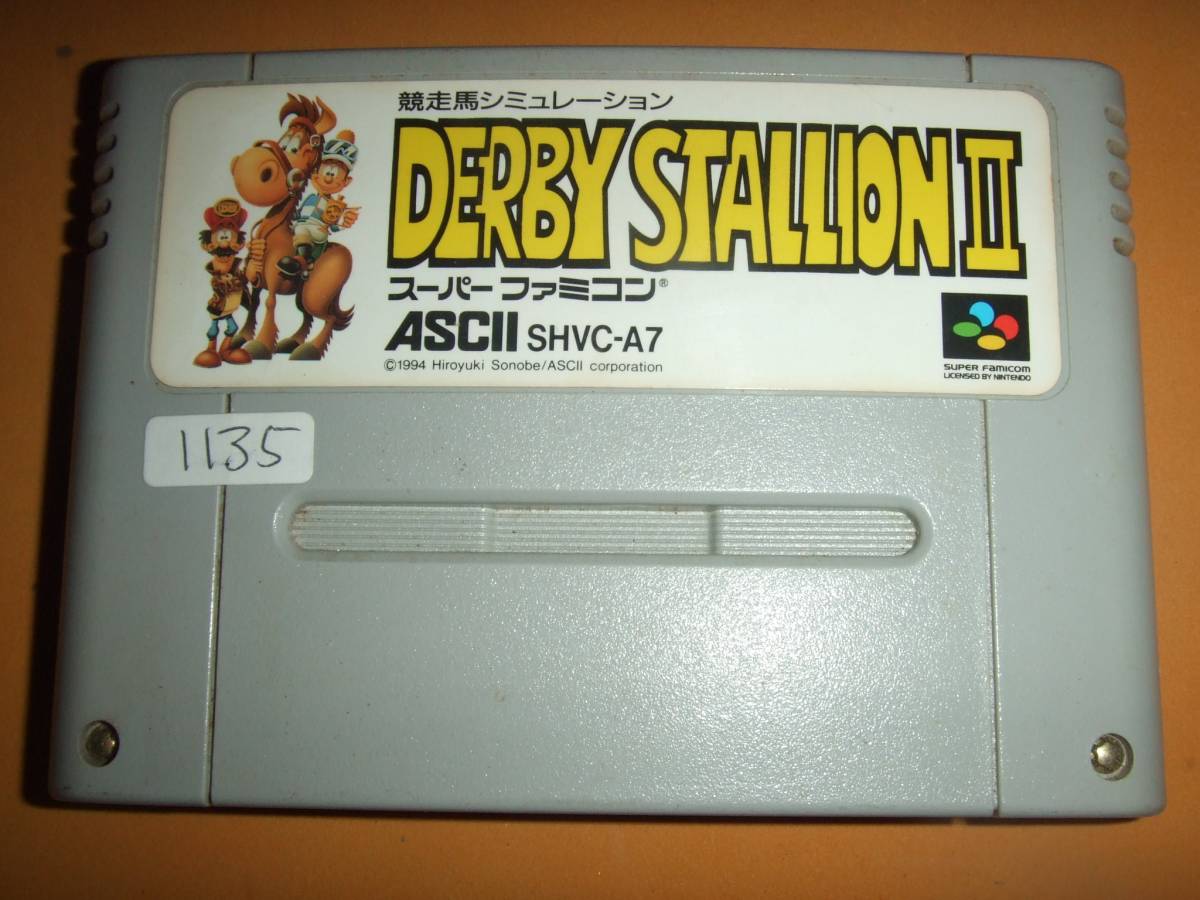 競走馬シミュレーション
DERBY STALLION II
スーパーファミコン®
ASCII SHVC-A7
©1994 Hiroyuki Sonobe/ASCII corporation
SUPER FAMICOM
LICENSED BY NINTENDO
1135